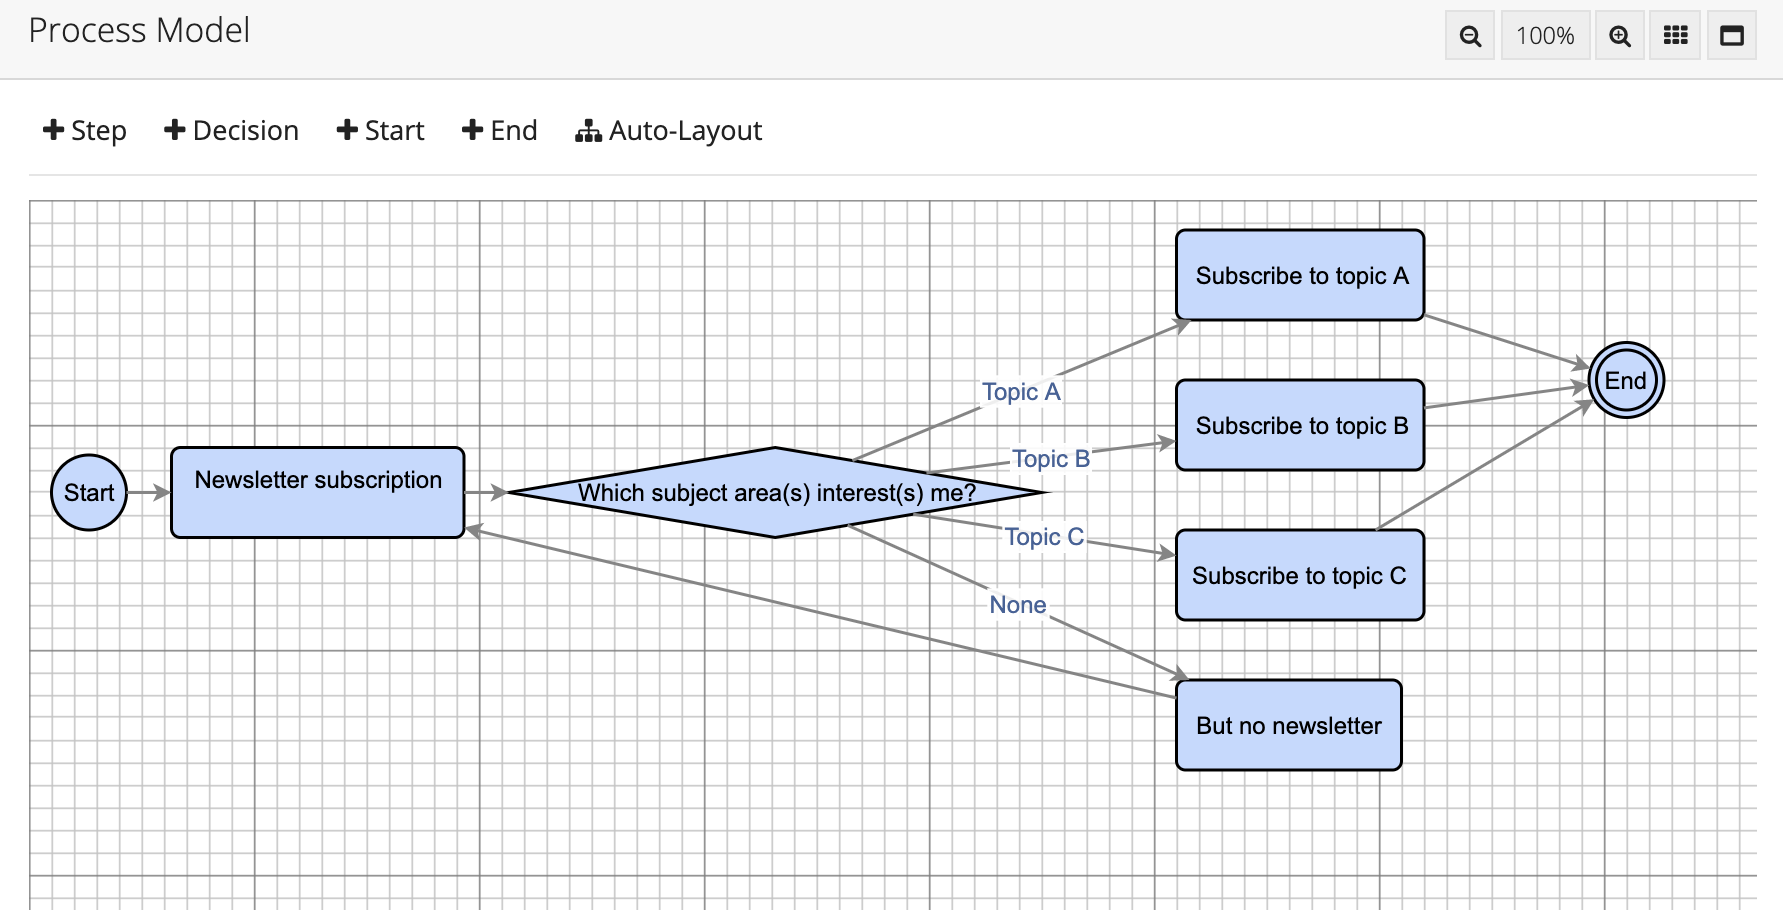 Process Model
100%
Step
Decision
Start
End
Auto-Layout
Subscribe to topic A
End
Topic A
Subscribe to topic B
Topic B
Start
Newsletter subscription
Which subject area(s) interest(s) me?
Topic C
Subscribe to topic C
None
But no newsletter